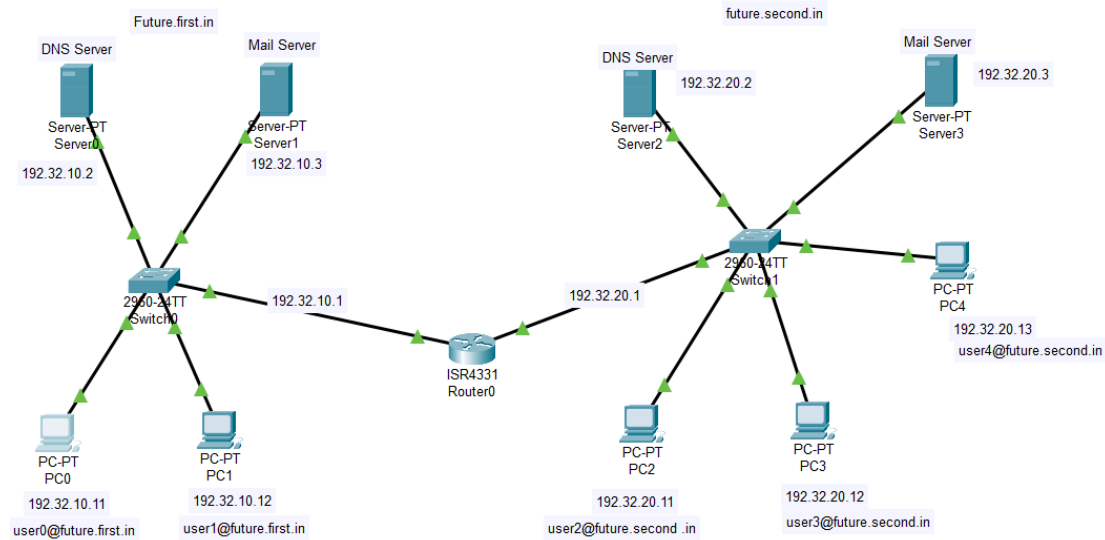 Future.first.in
future.second.in
DNS Server
Mail Server
DNS Server
Mail Server
192.32.20.2
192.32.20.3
Server-PT
Server0
Server-PT
Server1
Server-PT
Server2
Server-PT
Server3
192.32.10.2
192.32.10.3
2960-24TT
Switch0
192.32.10.1
192.32.20.1
2960-24TT
Switch1
PC-PT
PC4
192.32.20.13
user4@future.second.in
ISR4331
Router0
PC-PT
PC0
PC-PT
PC1
PC-PT
PC2
PC-PT
PC3
192.32.10.11
192.32.10.12
192.32.20.11
192.32.20.12
user0@future.first.in
user1@future.first.in
user2@future.second .in
user3@future.second.in